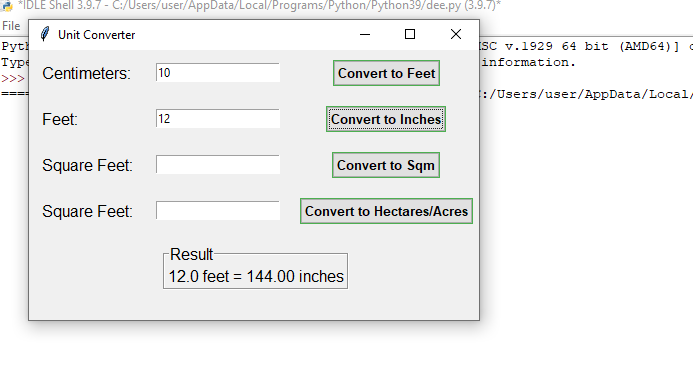 *IDLE Shell 3.9.7 - C:/Users/user/AppData/Local/Programs/Python/Python39/dee.py (3.9.7)*
File
Unit Converter
SC v.1929 64 bit (AMD64)]
information.
>>>
C:/Users/user/AppData/Local/
Centimeters: 10 Convert to Feet
Feet: 12 Convert to Inches
Square Feet: Convert to Sqm
Square Feet: Convert to Hectares/Acres
Result
12.0 feet = 144.00 inches